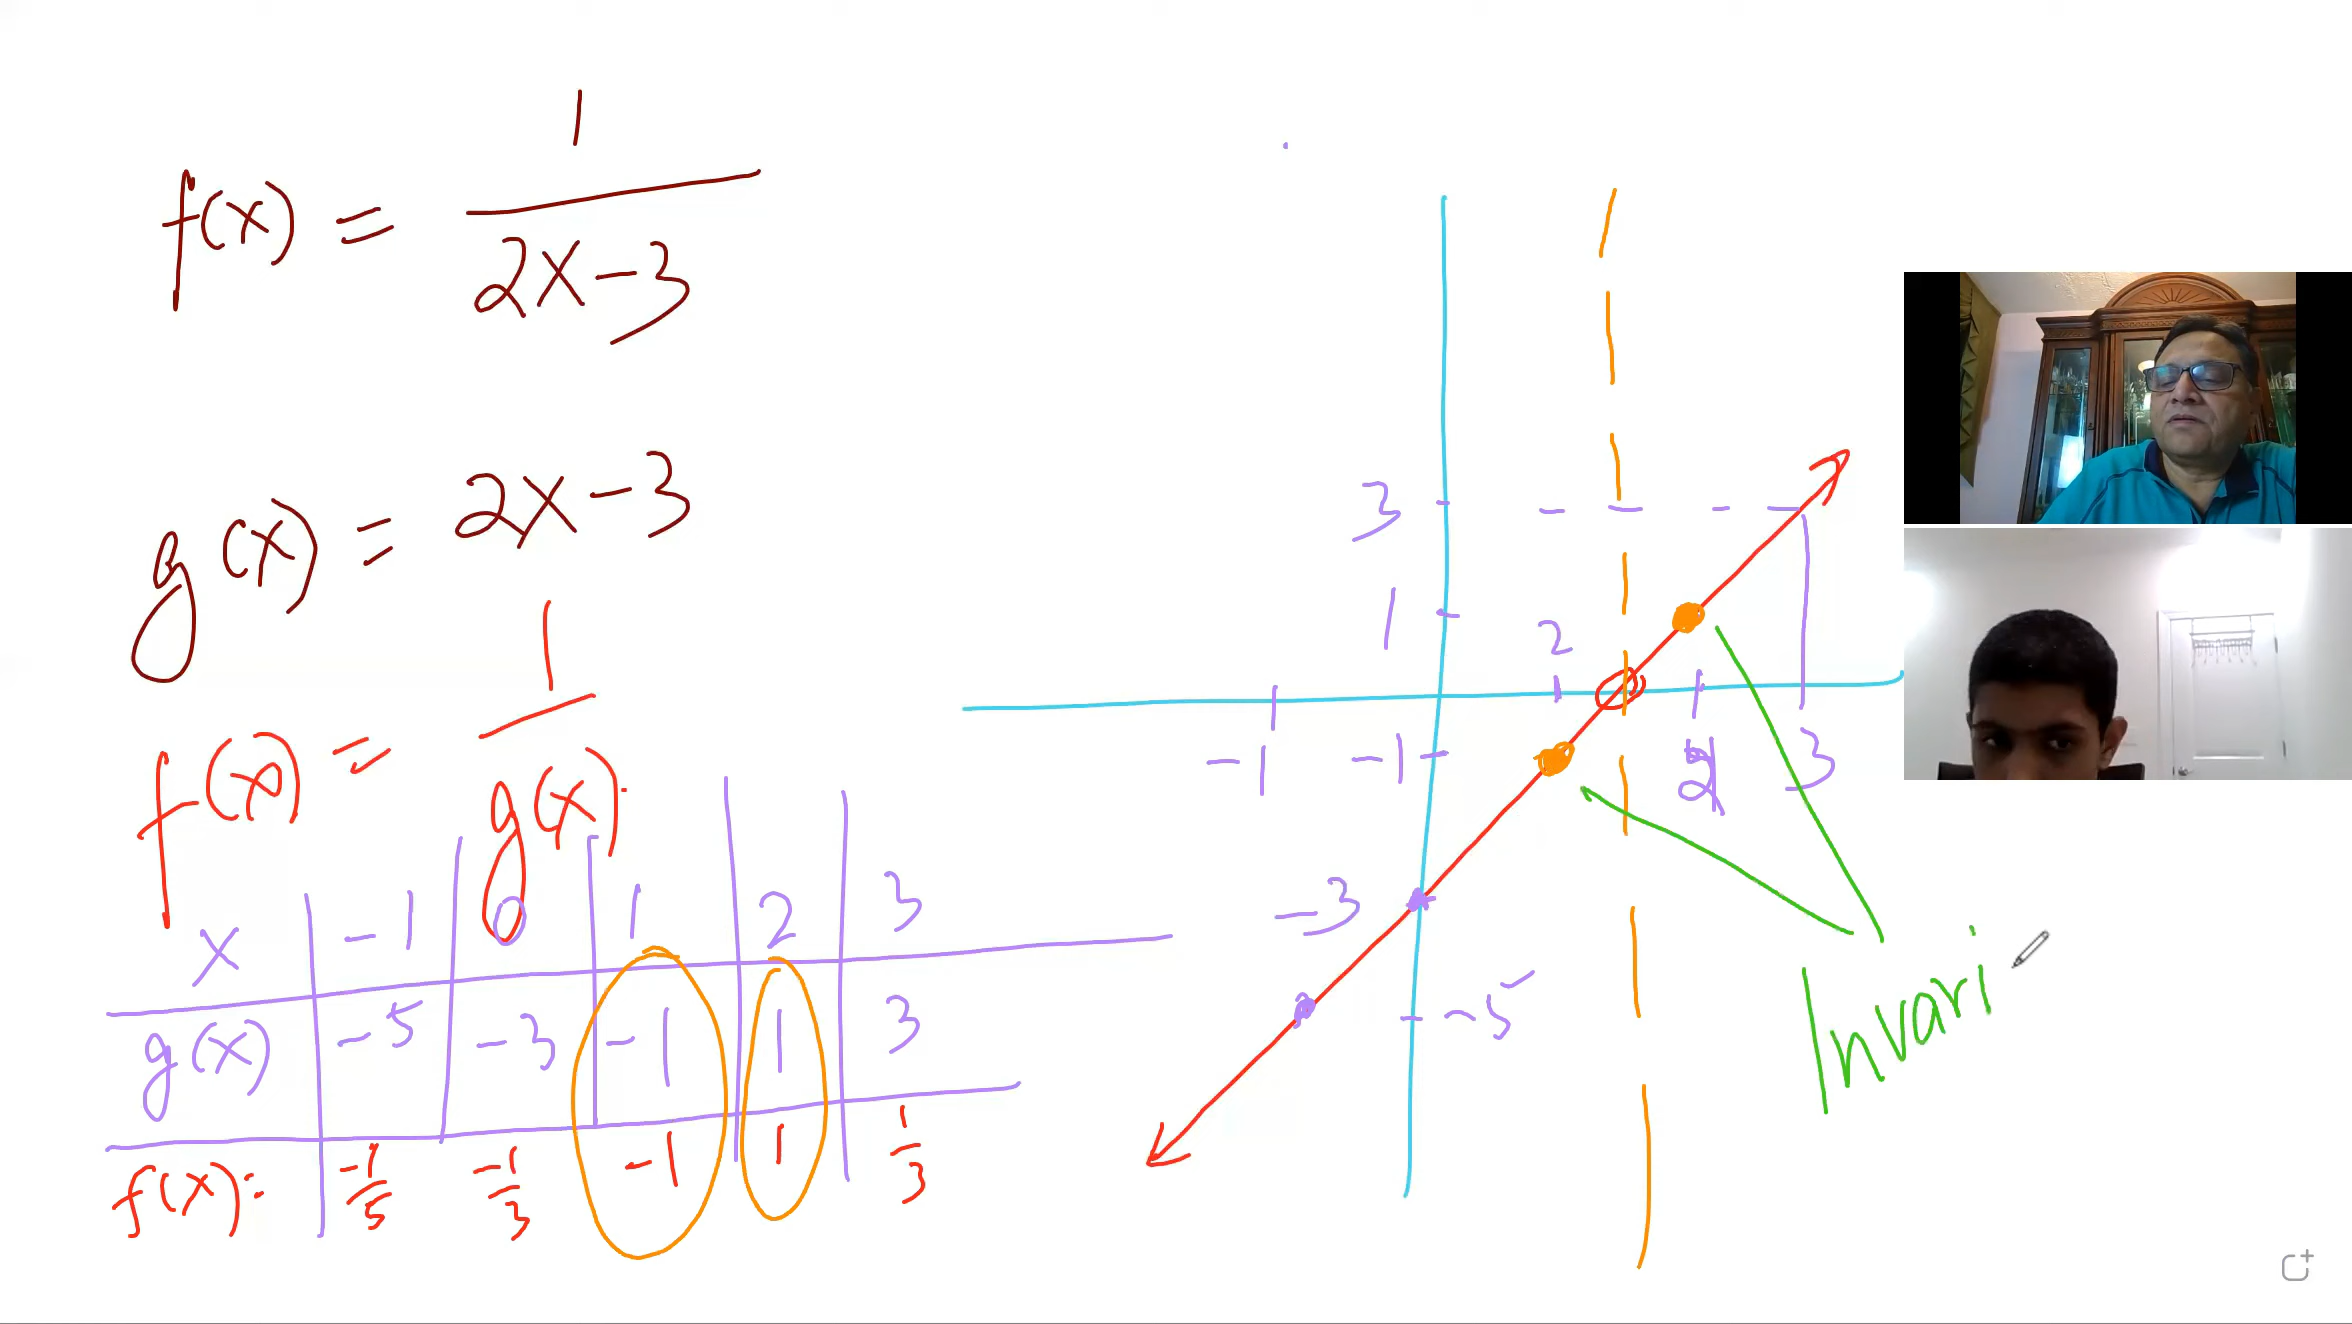 f(x) = 1 / 2x-3
g(x) = 2x-3
f(x) = 1 / g(x)
x -1 0 1 2 3
g(x) -5 -3 -1 1 3
f(x): -1/5 -1/3 -1 1 1/3
3
1
2
-1 -1 2 3
-3
-5
Invari